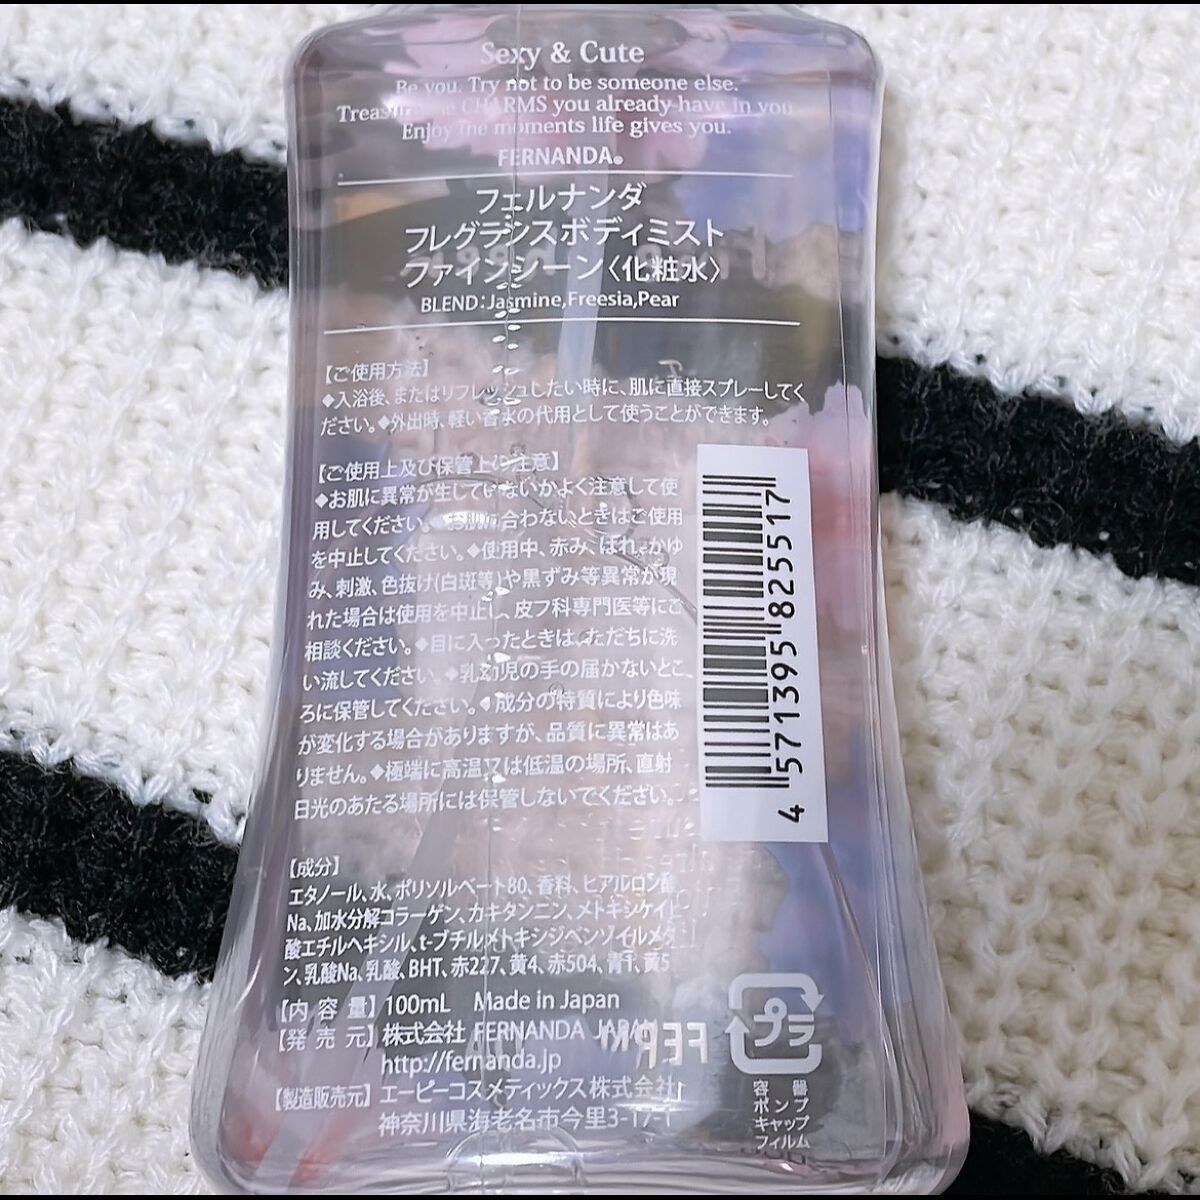 Sexy & Cute
Be you. Try not to be someone else.
Treasure the CHARMS you already have in you
Enjoy the moments life gives you.
FERNANDA®
フェルナンダ
フレグランスボディミスト
ファインシーン〈化粧水〉
BLEND:Jasmine,Freesia,Pear
【ご使用方法】
◆入浴後、またはリフレッシュしたい時に、肌に直接スプレーしてく
ださい。◆外出時、軽い香水の代用として使うことができます。
【ご使用上及び保管上の注意】
◆お肌に異常が生じていないかよく注意して使
用してください。◆お肌に合わないときはご使用
を中止してください。◆使用中、赤み、はれ、かゆ
み、刺激、色抜け(白斑等)や黒ずみ等異常が現
れた場合は使用を中止し、皮フ科専門医等にご
相談ください。◆目に入ったときは、ただちに洗
い流してください。◆乳幼児の手の届かないとこ
ろに保管してください。◆成分の特質により色味
が変化する場合がありますが、品質に異常はあ
りません。◆極端に高温又は低温の場所、直射
日光のあたる場所には保管しないでください。
4 571395 825517
【成分】
エタノール、水、ポリソルベート80、香料、ヒアルロン酸
Na、加水分解コラーゲン、カキタンニン、メトキシケイヒ
酸エチルヘキシル、t-ブチルメトキシジベンゾイルメタ
ン、乳酸Na、乳酸、BHT、赤227、黄4、赤504、青1、黄5
【内 容 量】100mL Made in Japan
【発 売 元】株式会社 FERNANDA JAPAN
http://fernanda.jp
【製造販売元】エーピーコスメティックス株式会社
神奈川県海老名市今里3-17-1
プラ
容器
ポンプ
キャップ
フィルム